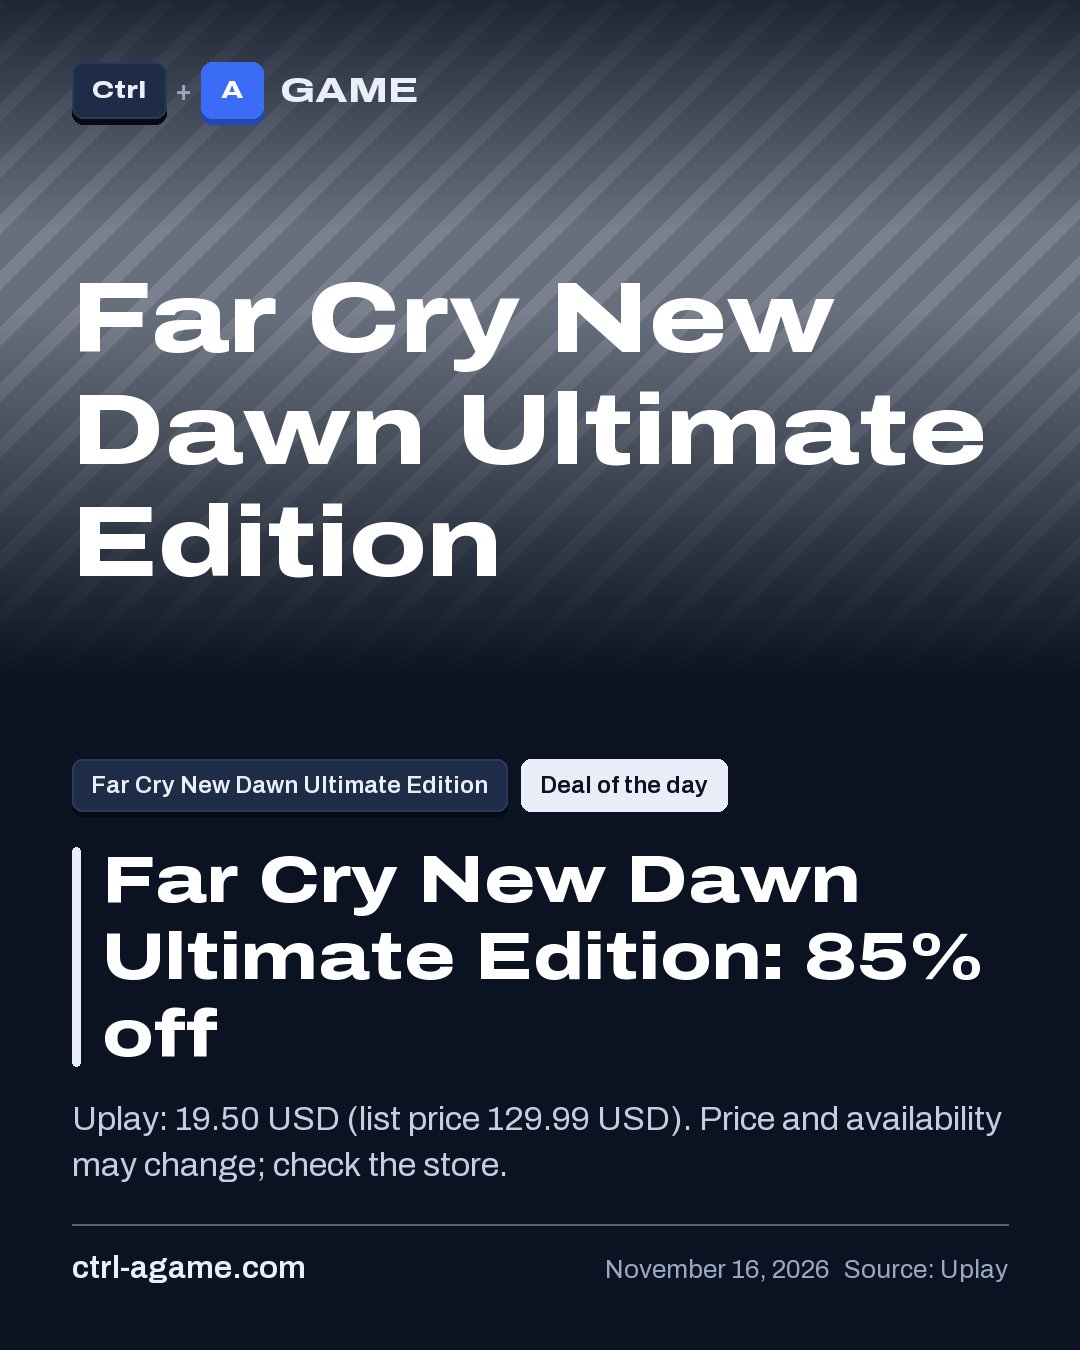 Ctrl + A GAME
Far Cry New
Dawn Ultimate
Edition
Far Cry New Dawn Ultimate Edition
Deal of the day
Far Cry New Dawn
Ultimate Edition: 85%
off
Uplay: 19.50 USD (list price 129.99 USD). Price and availability
may change; check the store.
ctrl-agame.com
November 16, 2026 Source: Uplay